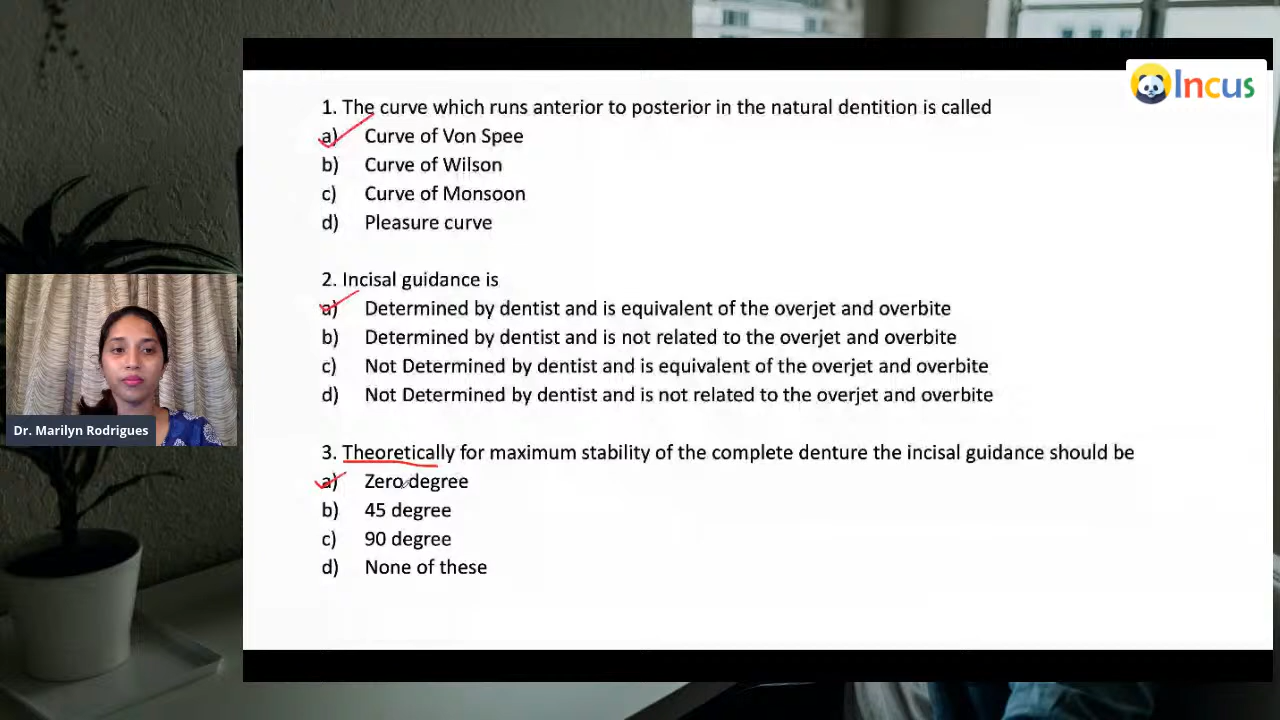 Incus
1. The curve which runs anterior to posterior in the natural dentition is called
a) Curve of Von Spee
b) Curve of Wilson
c) Curve of Monsoon
d) Pleasure curve
2. Incisal guidance is
a) Determined by dentist and is equivalent of the overjet and overbite
b) Determined by dentist and is not related to the overjet and overbite
c) Not Determined by dentist and is equivalent of the overjet and overbite
d) Not Determined by dentist and is not related to the overjet and overbite
3. Theoretically for maximum stability of the complete denture the incisal guidance should be
a) Zero degree
b) 45 degree
c) 90 degree
d) None of these
Dr. Marilyn Rodrigues